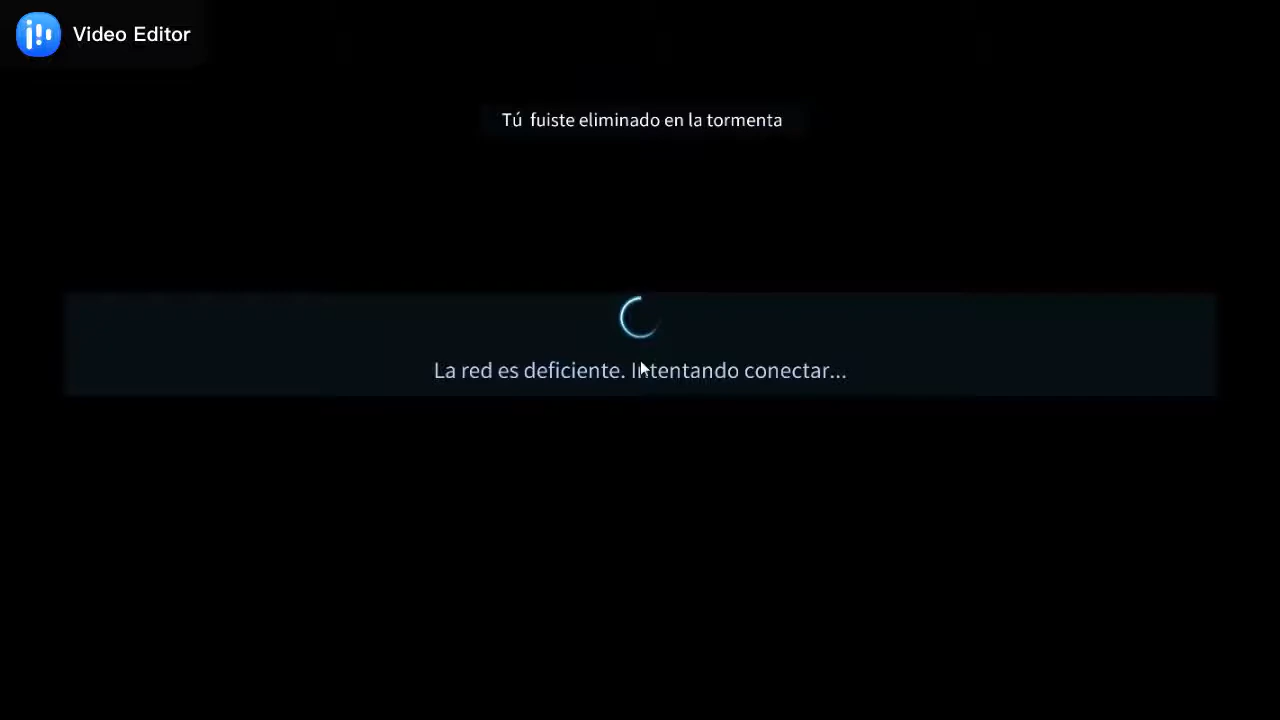 Video Editor
Tú fuiste eliminado en la tormenta
La red es deficiente. Intentando conectar...